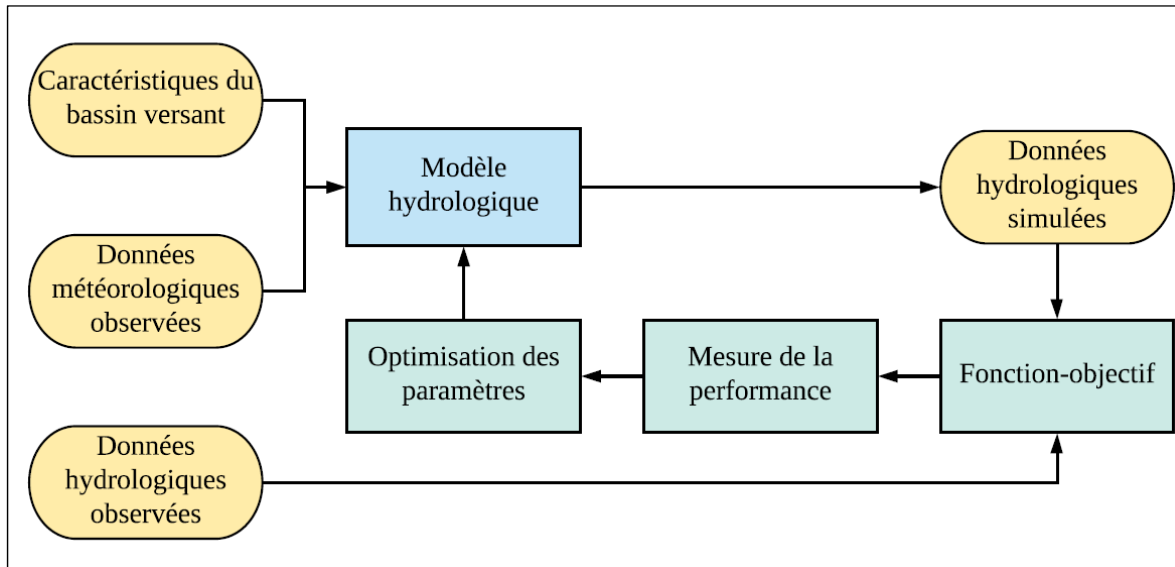 Caractéristiques du
bassin versant
Modèle
hydrologique
Données
hydrologiques
simulées
Données
météorologiques
observées
Optimisation des
paramètres
Mesure de la
performance
Fonction-objectif
Données
hydrologiques
observées